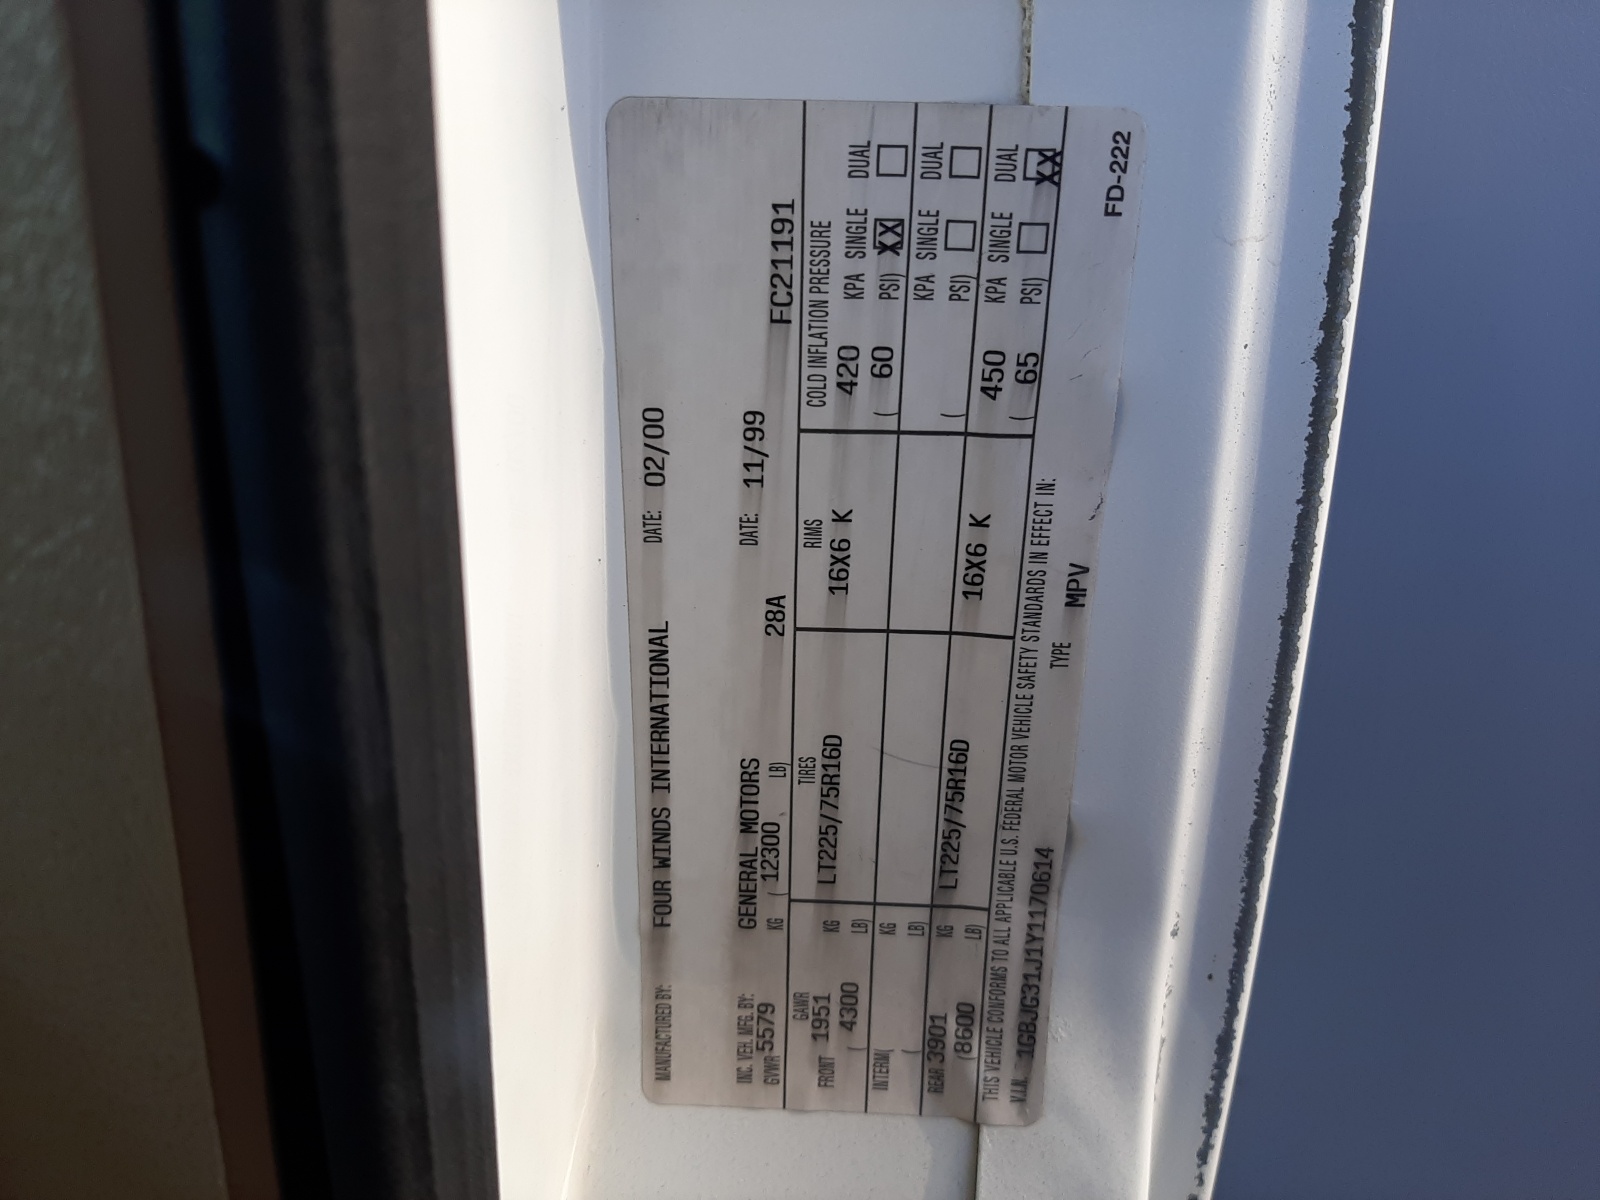 MANUFACTURED BY: FOUR WINDS INTERNATIONAL DATE: 02/00
INC. VEH. MFG. BY: GENERAL MOTORS DATE: 11/99
GVWR 5579 KG ( 12300 LB) 28A FC21191
GAWR TIRES RIMS COLD INFLATION PRESSURE
FRONT 1951 KG LT225/75R16D 16X6 K 420 KPA SINGLE DUAL
( 4300 LB) ( 60 PSI) XX
INTERM( KG KPA SINGLE DUAL
( LB) ( PSI)
REAR 3901 KG LT225/75R16D 16X6 K 450 KPA SINGLE DUAL
(8600 LB) ( 65 PSI) XX
THIS VEHICLE CONFORMS TO ALL APPLICABLE U.S. FEDERAL MOTOR VEHICLE SAFETY STANDARDS IN EFFECT IN:
V.I.N. 1GBJG31J1Y1170614 TYPE MPV
FD-222